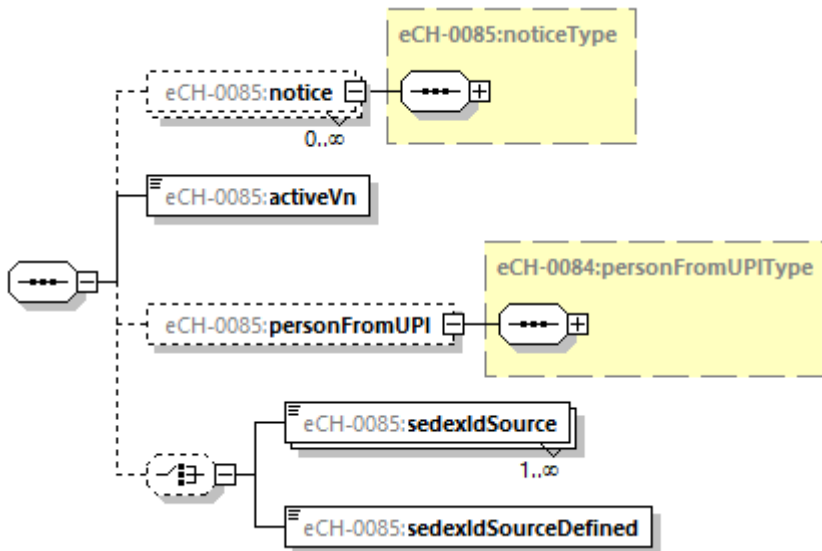 eCH-0085:noticeType
eCH-0085:notice
0..∞
eCH-0085:activeVn
eCH-0084:personFromUPIType
eCH-0085:personFromUPI
eCH-0085:sedexIdSource
1..∞
eCH-0085:sedexIdSourceDefined